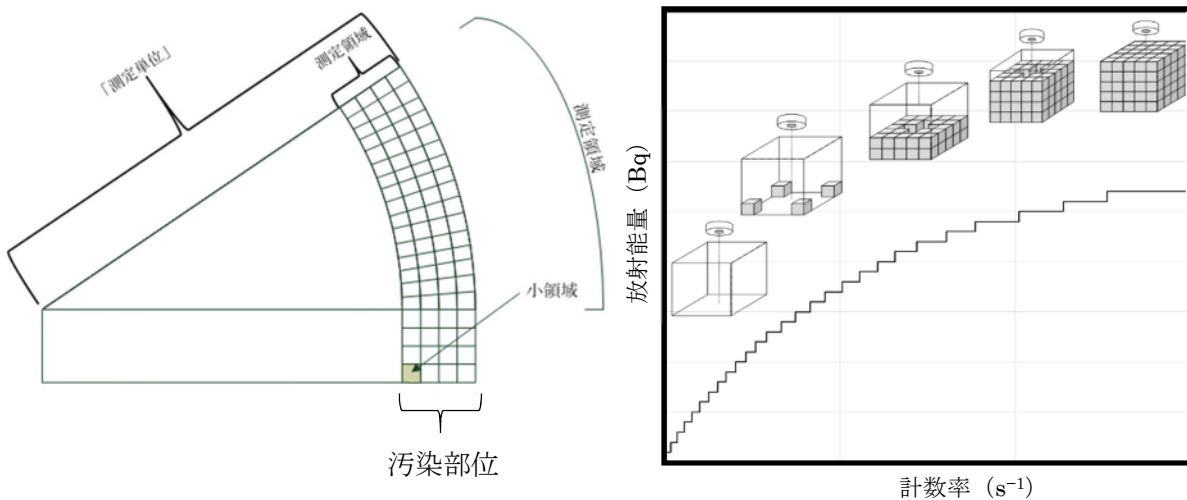 「測定単位」
測定領域
測定領域
小領域
汚染部位
放射能量（Bq）
計数率（s⁻¹）